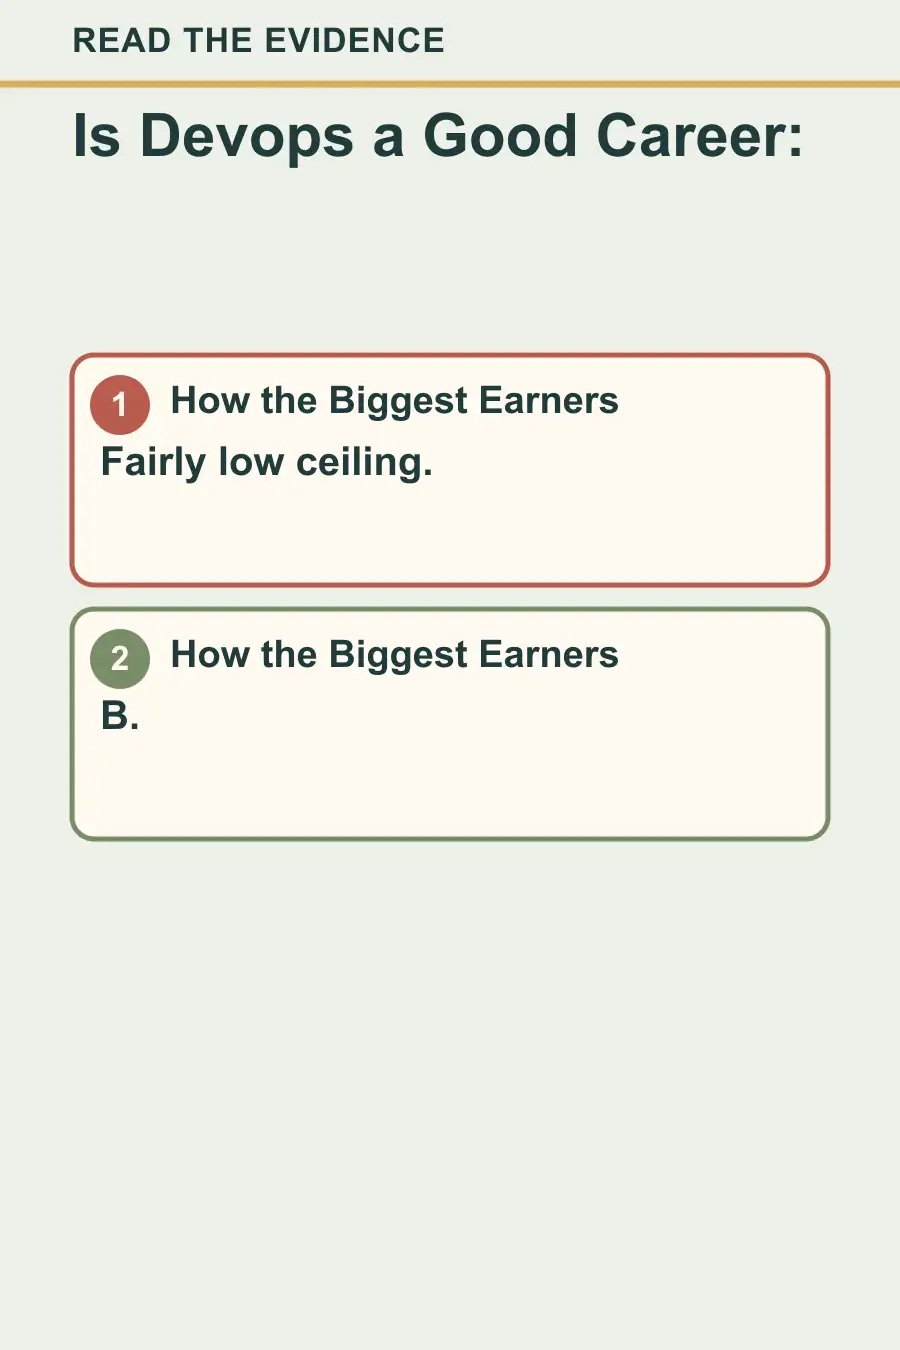 READ THE EVIDENCE
Is Devops a Good Career:
1 How the Biggest Earners
Fairly low ceiling.
2 How the Biggest Earners
B.